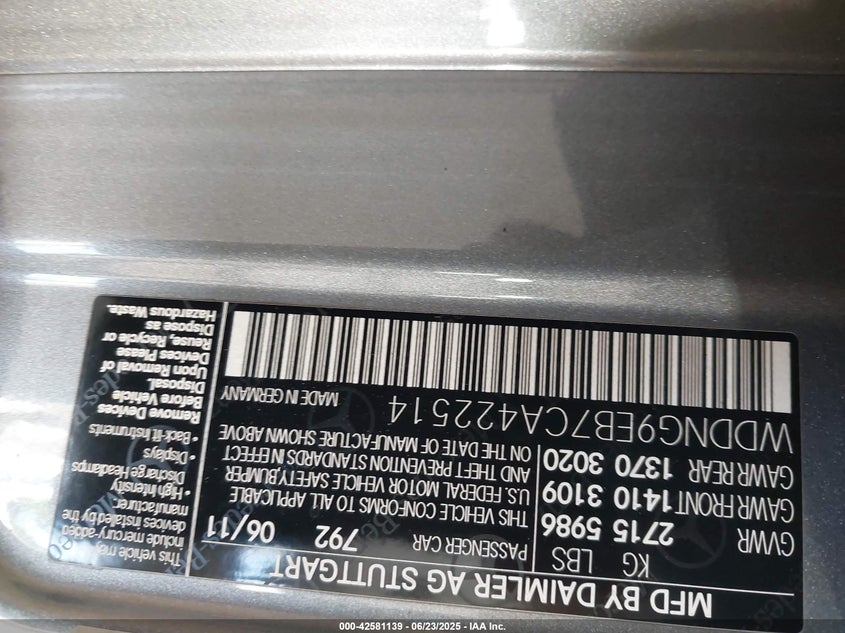 MFD BY DAIMLER AG STUTTGART
KG LBS PASSENGER CAR 792 06/11
GVWR 2715 5986
GAWR FRONT 1410 3109
GAWR REAR 1370 3020
THIS VEHICLE CONFORMS TO ALL APPLICABLE
U.S. FEDERAL MOTOR VEHICLE SAFETY,BUMPER
AND THEFT PREVENTION STANDARDS IN EFFECT
ON THE DATE OF MANUFACTURE SHOWN ABOVE
WDDNG9EB7CA422514
MADE IN GERMANY
This vehicle may
include mercury-added
devices installed by the
manufacturer:
• High Intensity
Discharge Headlamps
• Displays
• Back-lit instruments
Remove Devices
Before Vehicle
Disposal.
Upon Removal of
Devices Please
Reuse, Recycle or
Dispose as
Hazardous Waste.
000-42581139 - 06/23/2025 - IAA Inc.